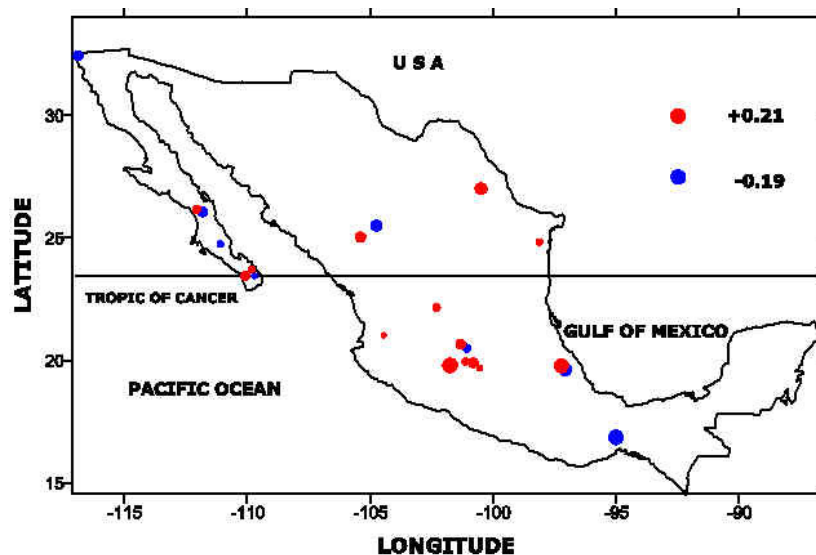 U S A
+0.21
-0.19
30
25
20
15
LATITUDE
TROPIC OF CANCER
GULF OF MEXICO
PACIFIC OCEAN
-115
-110
-105
-100
-95
-90
LONGITUDE